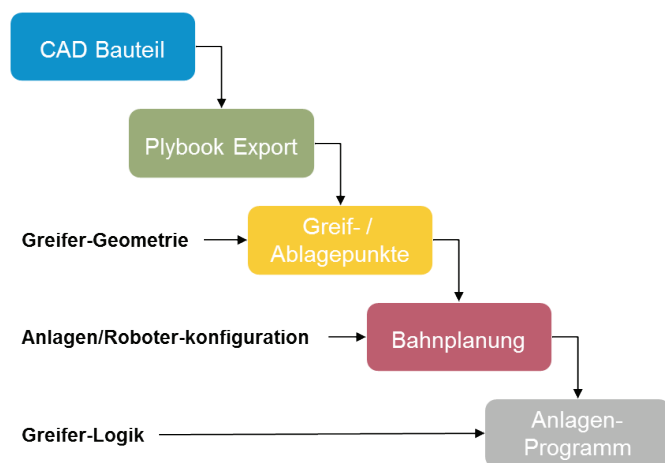 CAD Bauteil
Plybook Export
Greifer-Geometrie
Greif- /
Ablagepunkte
Anlagen/Roboter-konfiguration
Bahnplanung
Greifer-Logik
Anlagen-
Programm